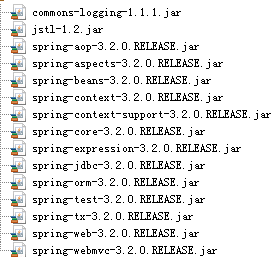 commons-logging-1.1.1.jar
jstl-1.2.jar
spring-aop-3.2.0.RELEASE.jar
spring-aspects-3.2.0.RELEASE.jar
spring-beans-3.2.0.RELEASE.jar
spring-context-3.2.0.RELEASE.jar
spring-context-support-3.2.0.RELEASE.jar
spring-core-3.2.0.RELEASE.jar
spring-expression-3.2.0.RELEASE.jar
spring-jdbc-3.2.0.RELEASE.jar
spring-orm-3.2.0.RELEASE.jar
spring-test-3.2.0.RELEASE.jar
spring-tx-3.2.0.RELEASE.jar
spring-web-3.2.0.RELEASE.jar
spring-webmvc-3.2.0.RELEASE.jar